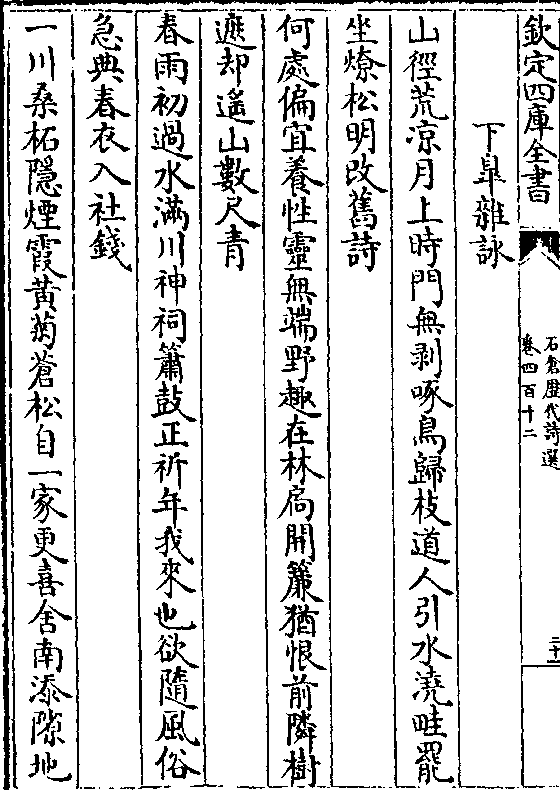 欽定四庫全書
石倉歴代詩選
卷四百十二
二十
下臯雜詠
山徑荒凉月上時門無剥啄鳥歸枝道人引水澆畦罷
坐燎松明改舊詩
何處偏宜養性靈無端野趣在林扃開簾猶恨前隣樹
遮却遙山數尺青
春雨初過水滿川神祠簫鼓正祈年我來也欲隨風俗
急典春衣入社錢
一川桑柘隱煙霞黄菊蒼松自一家更喜舍南添隙地